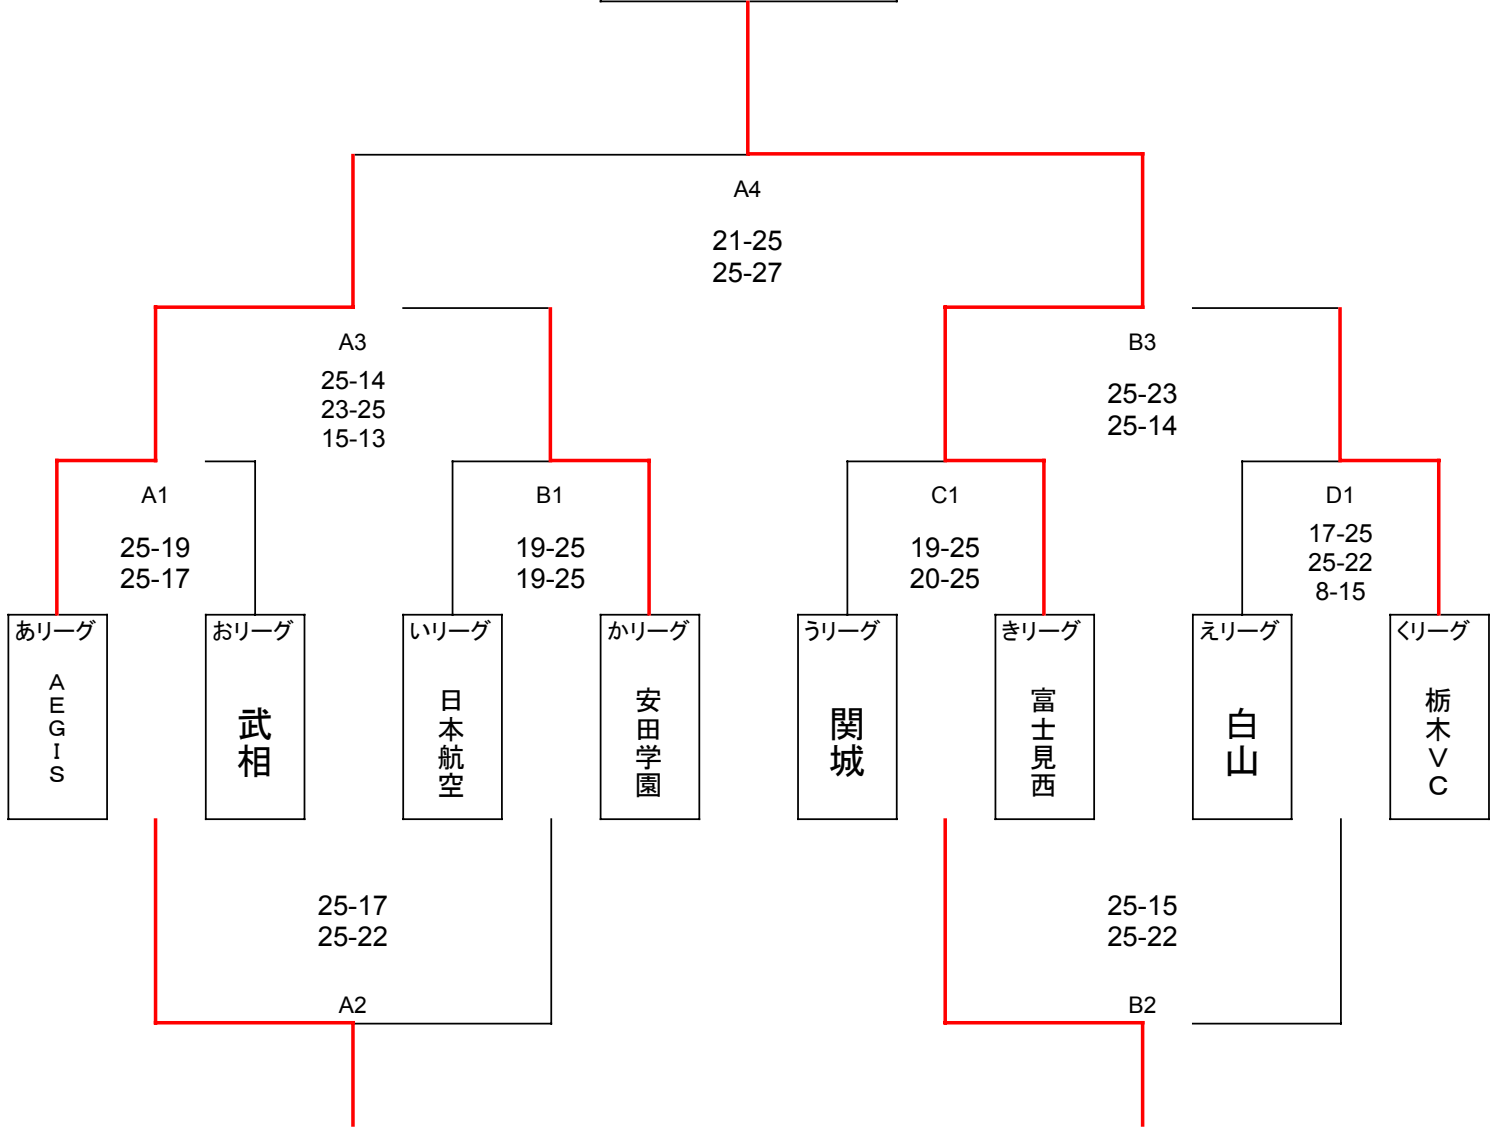 A4
21-25
25-27
A3
25-14
23-25
15-13
B3
25-23
25-14
A1
25-19
25-17
B1
19-25
19-25
C1
19-25
20-25
D1
17-25
25-22
8-15
あリーグ
AEGIS
おリーグ
武相
いリーグ
日本航空
かリーグ
安田学園
うリーグ
関城
きリーグ
富士見西
えリーグ
白山
くリーグ
栃木VC
25-17
25-22
A2
25-15
25-22
B2